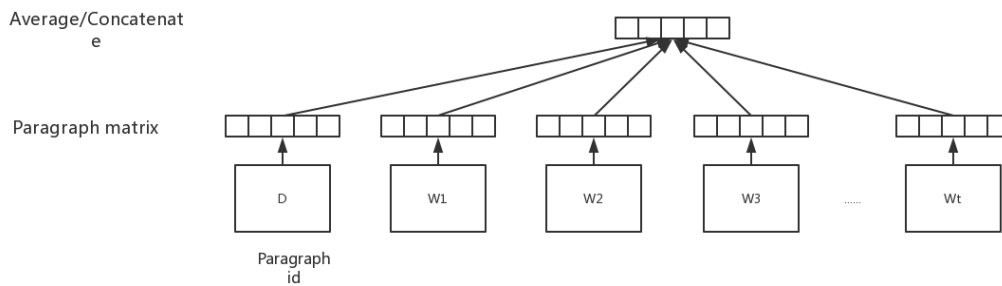 Average/Concatenat
e
Paragraph matrix
D
W1
W2
W3
......
Wt
Paragraph
id